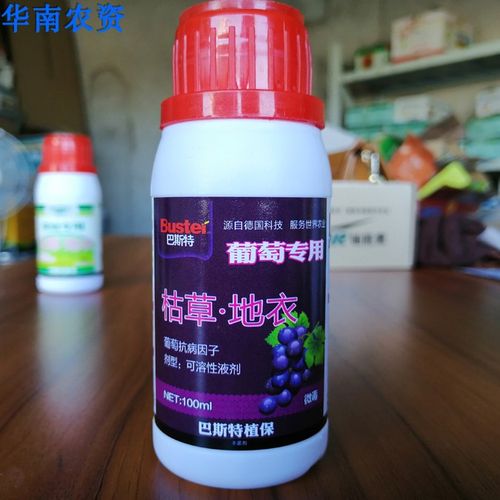 华南农资
Buster
巴斯特
源自德国科技 服务世界农业
葡萄专用
枯草·地衣
葡萄抗病因子
剂型：可溶性液剂
NET:100ml
微毒
巴斯特植保